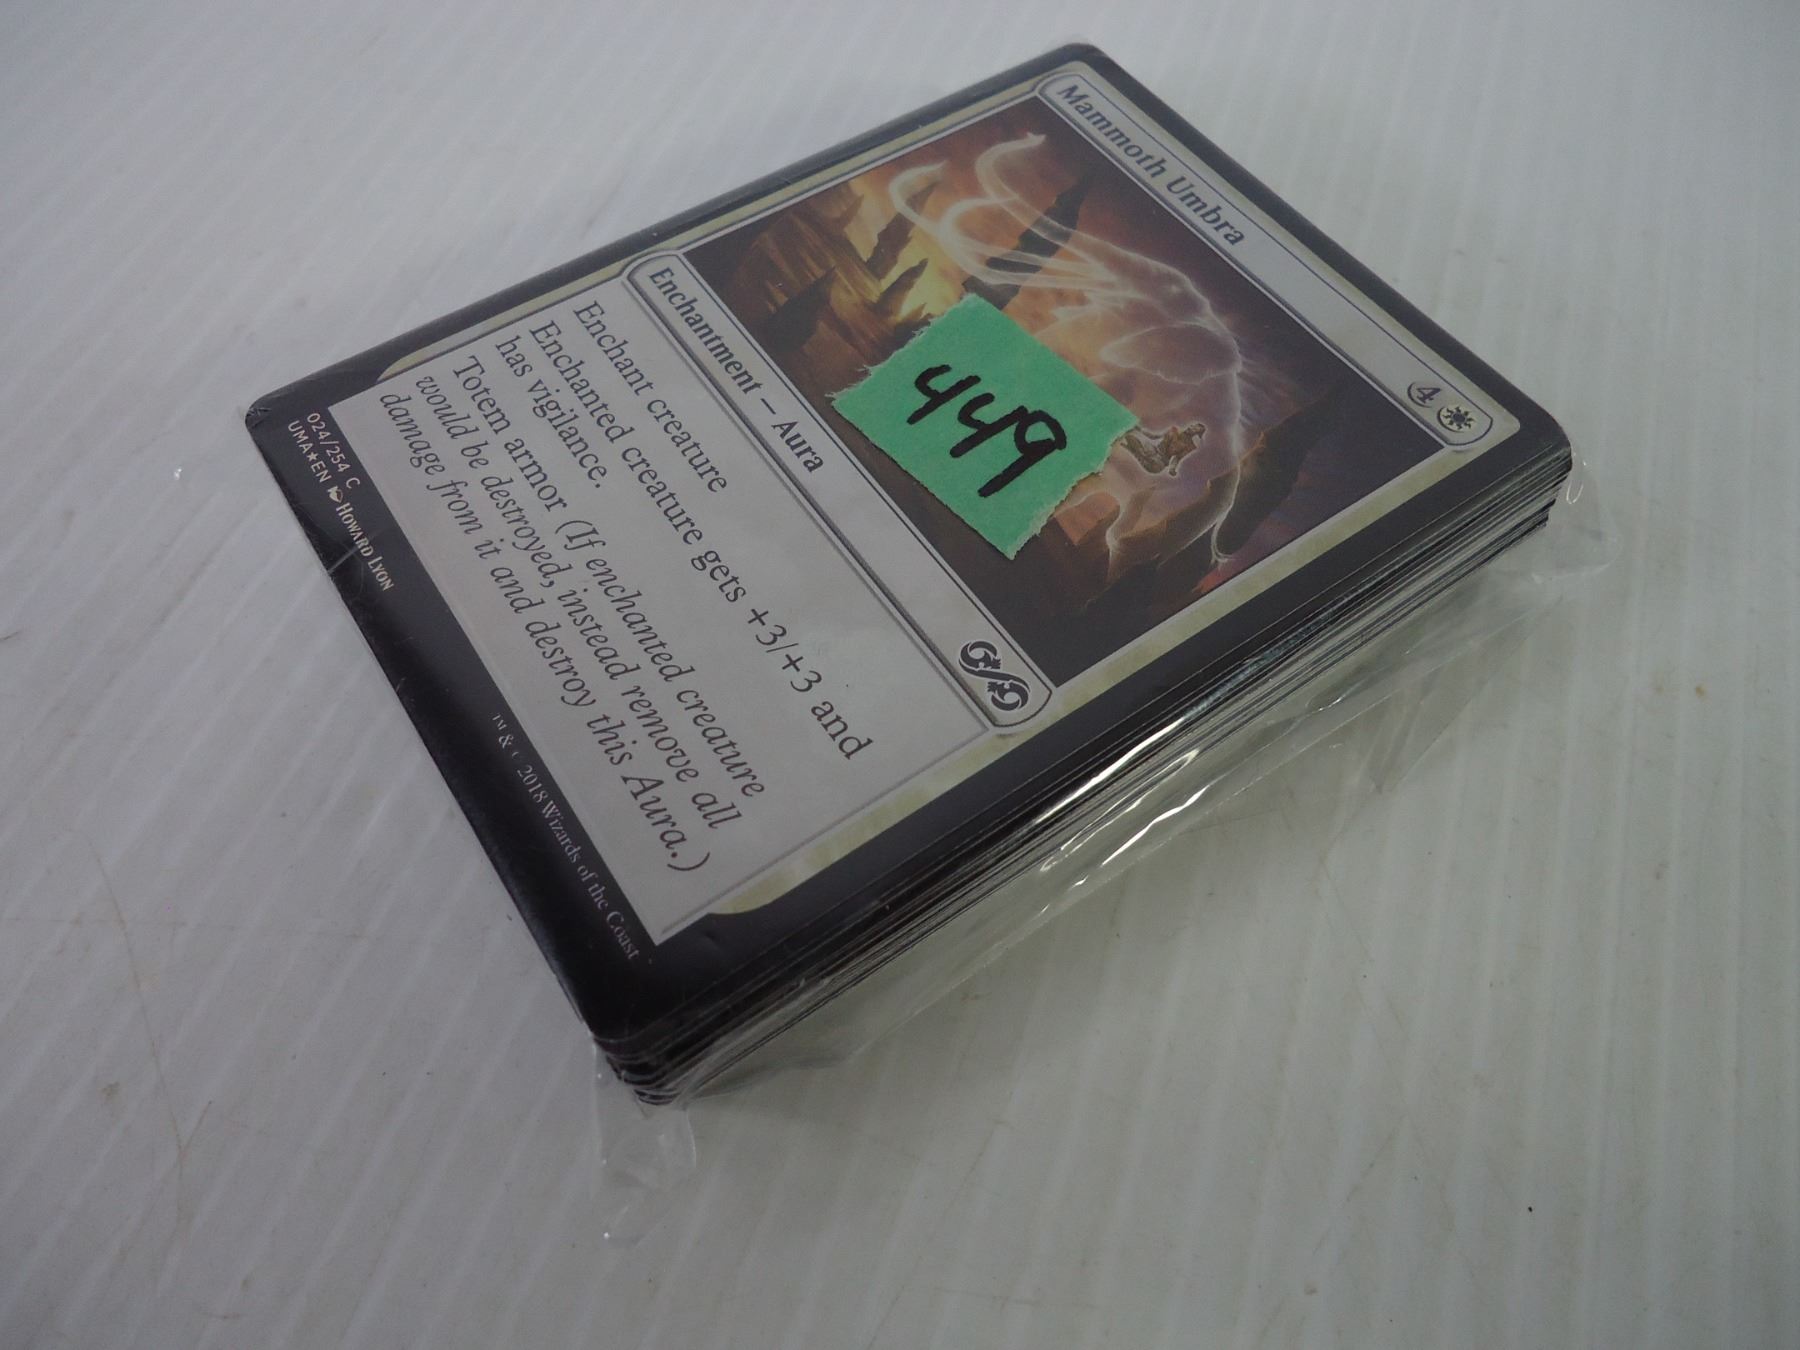 Mammoth Umbra 4
449
Enchantment — Aura
Enchant creature
Enchanted creature gets +3/+3 and
has vigilance.
Totem armor (If enchanted creature
would be destroyed, instead remove all
damage from it and destroy this Aura.)
024/254 C
UMA★EN Howard Lyon
™ & © 2018 Wizards of the Coast